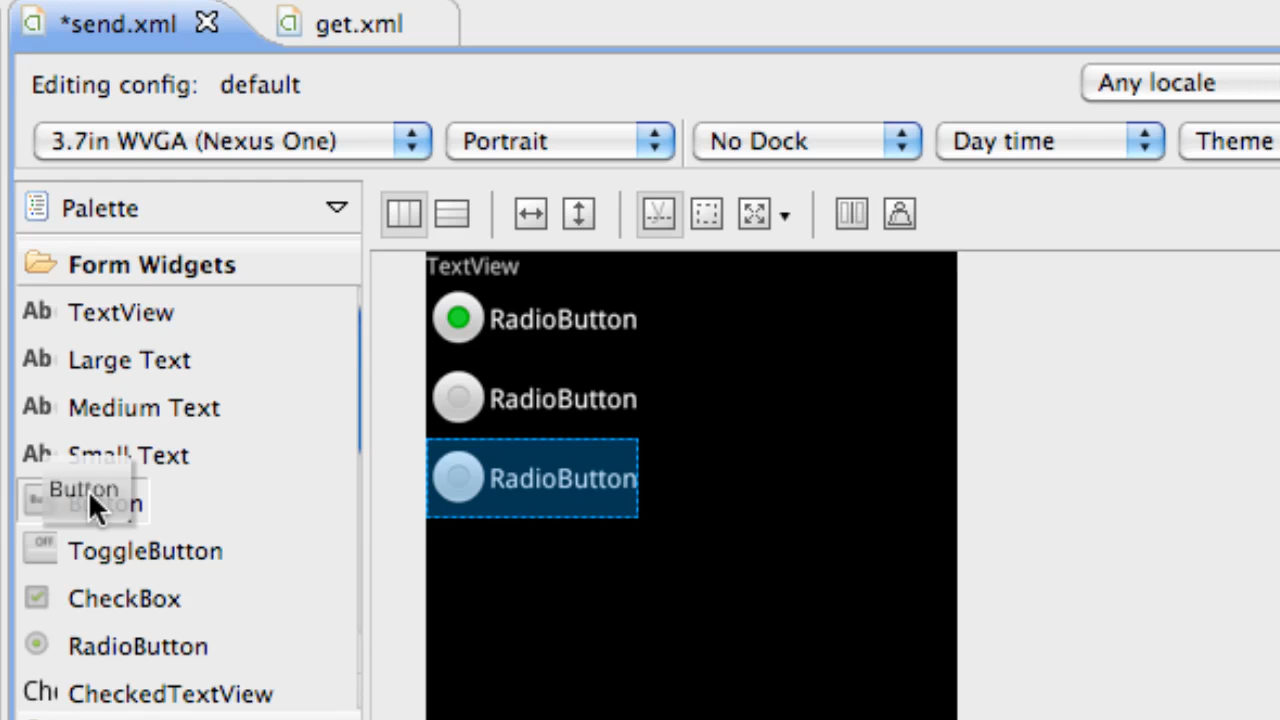 *send.xml get.xml
Editing config: default Any locale
3.7in WVGA (Nexus One) Portrait No Dock Day time Theme
Palette
Form Widgets
Ab TextView
Ab Large Text
Ab Medium Text
Ab Small Text
Button
OFF ToggleButton
CheckBox
RadioButton
CheckedTextView
TextView
RadioButton
RadioButton
RadioButton